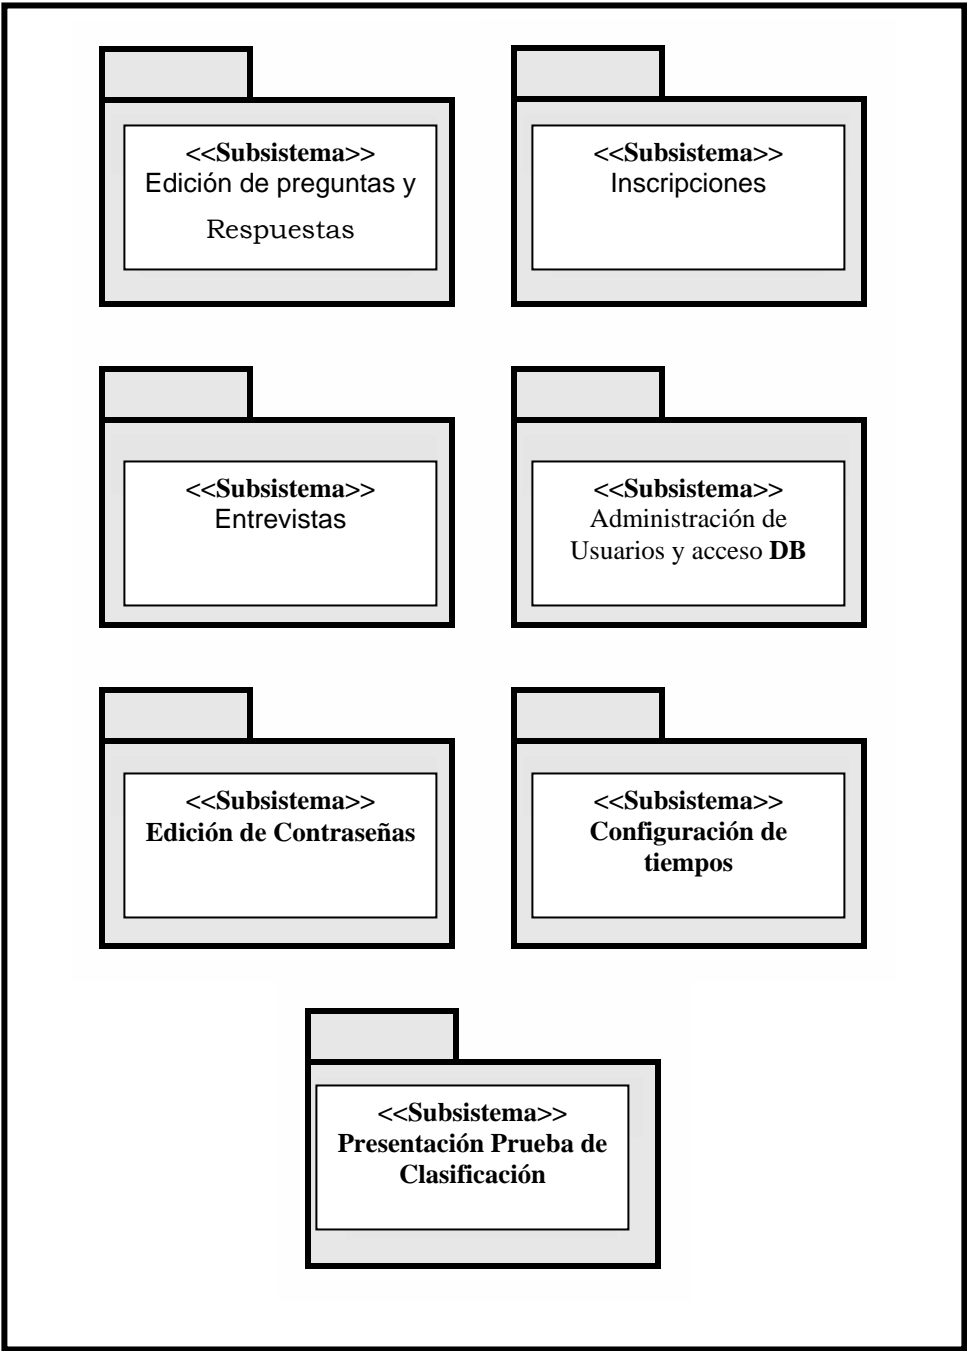 <<Subsistema>>
Edición de preguntas y
Respuestas
<<Subsistema>>
Inscripciones
<<Subsistema>>
Entrevistas
<<Subsistema>>
Administración de
Usuarios y acceso DB
<<Subsistema>>
Edición de Contraseñas
<<Subsistema>>
Configuración de
tiempos
<<Subsistema>>
Presentación Prueba de
Clasificación